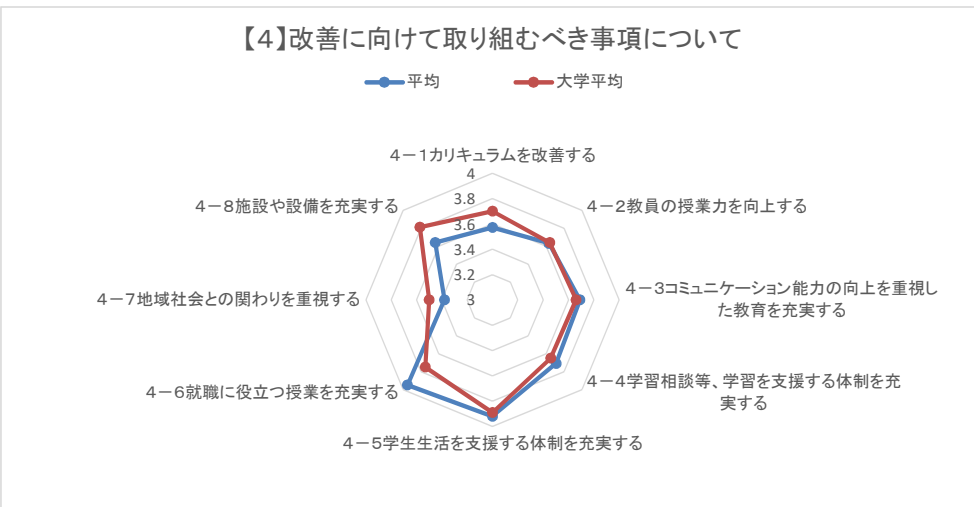 【４】改善に向けて取り組むべき事項について
平均
大学平均
４－１カリキュラムを改善する
4
3.8
3.6
3.4
3.2
3
４－８施設や設備を充実する
４－２教員の授業力を向上する
４－７地域社会との関わりを重視する
４－３コミュニケーション能力の向上を重視し
た教育を充実する
４－６就職に役立つ授業を充実する
４－４学習相談等、学習を支援する体制を充
実する
４－５学生生活を支援する体制を充実する